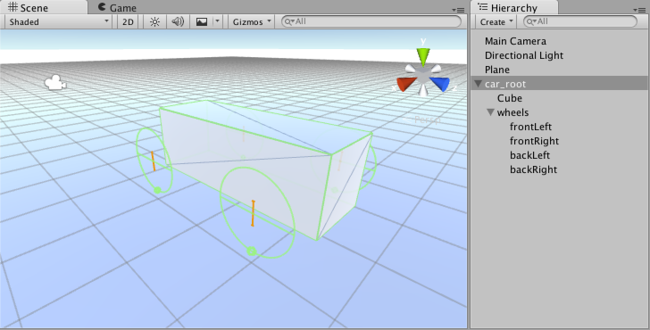 Scene
Game
Shaded 2D Gizmos All
y
Persp
Hierarchy
Create All
Main Camera
Directional Light
Plane
car_root
Cube
wheels
frontLeft
frontRight
backLeft
backRight